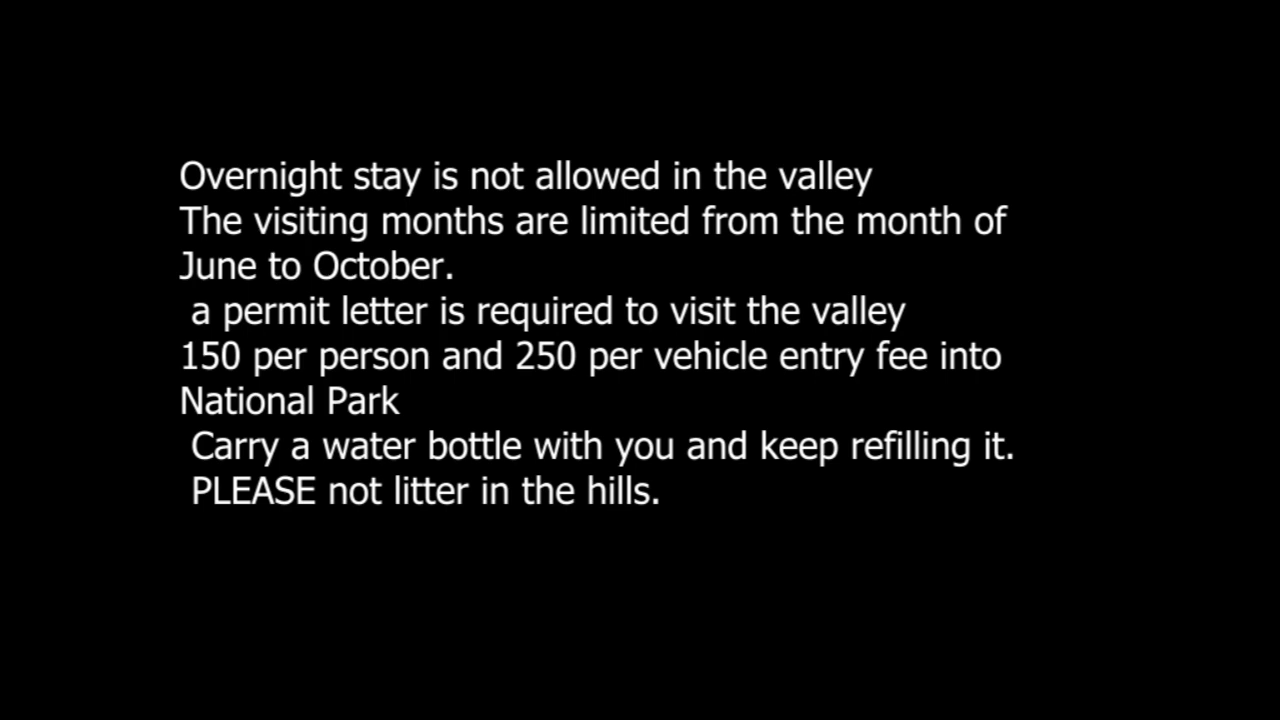 Overnight stay is not allowed in the valley
The visiting months are limited from the month of
June to October.
a permit letter is required to visit the valley
150 per person and 250 per vehicle entry fee into
National Park
Carry a water bottle with you and keep refilling it.
PLEASE not litter in the hills.